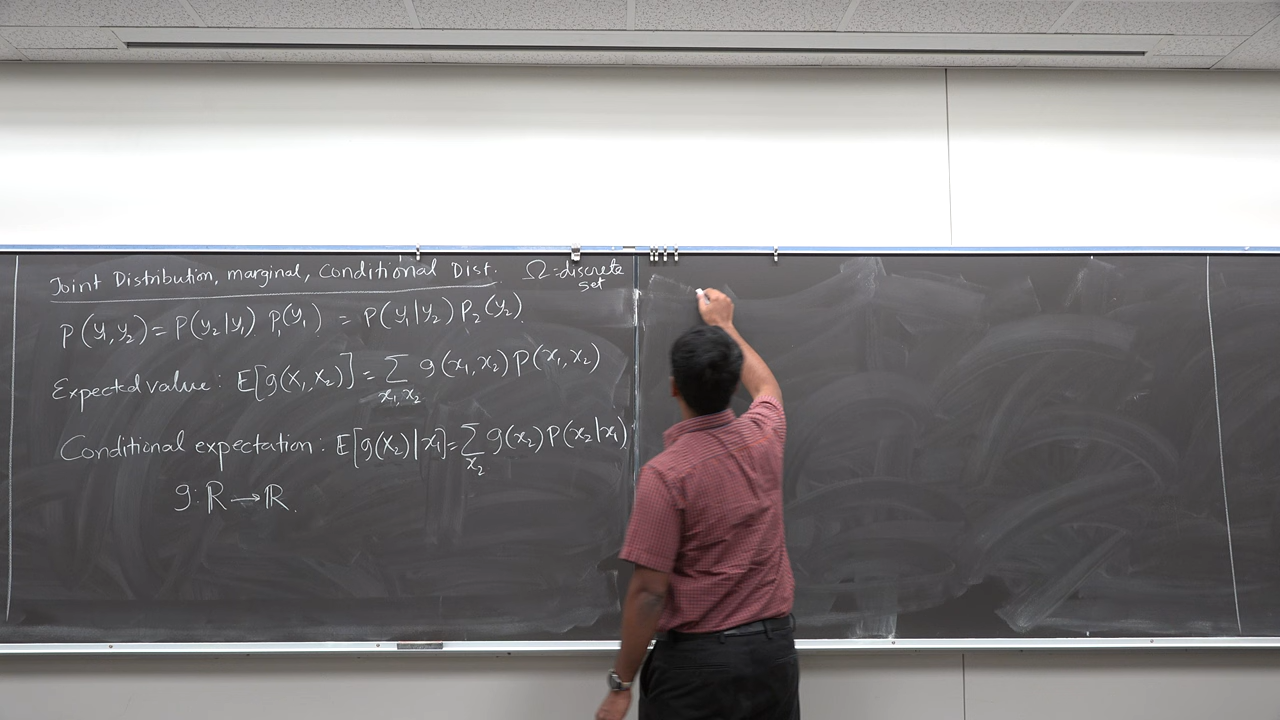 Joint Distribution, marginal, Conditional Dist. Ω = discrete set
P(y₁,y₂) = P(y₂|y₁) P₁(y₁) = P(y₁|y₂) P₂(y₂).
Expected value : E[g(X₁,X₂)] = ∑_{x₁,x₂} g(x₁,x₂) P(x₁,x₂)
Conditional expectation : E[g(X₂)|x₁] = ∑_{x₂} g(x₂) P(x₂|x₁)
g: ℝ → ℝ.